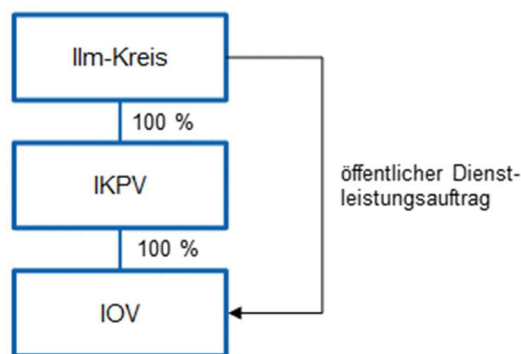 Ilm-Kreis
100 %
IKPV
öffentlicher Dienst-
leistungsauftrag
100 %
IOV